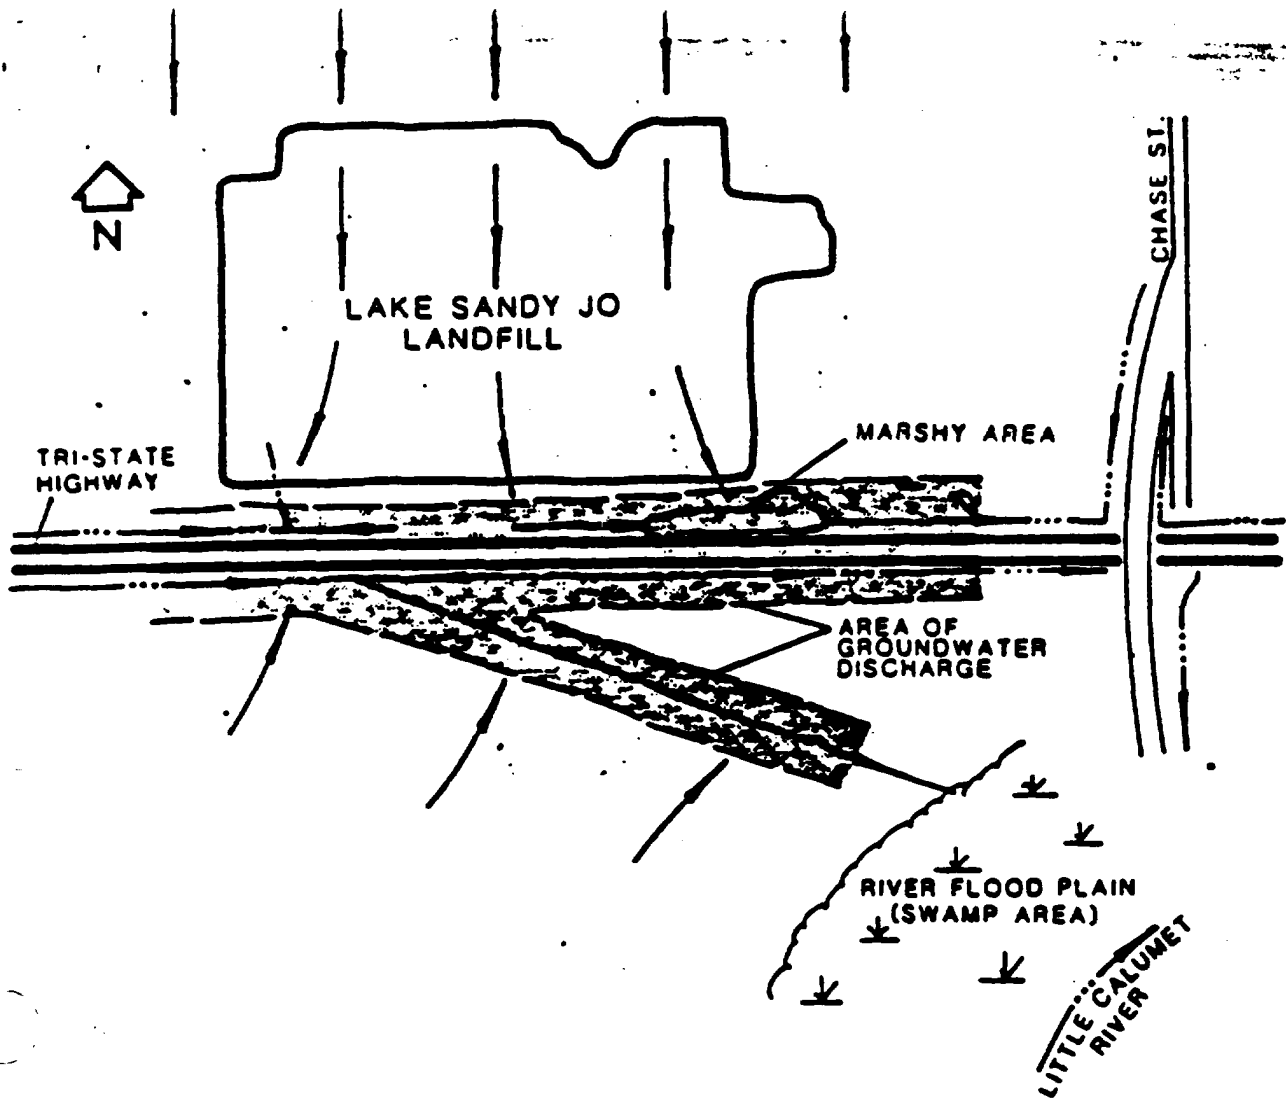 CHASE ST.
N
LAKE SANDY JO
LANDFILL
MARSHY AREA
TRI-STATE
HIGHWAY
AREA OF
GROUNDWATER
DISCHARGE
RIVER FLOOD PLAIN
(SWAMP AREA)
LITTLE CALUMET
RIVER